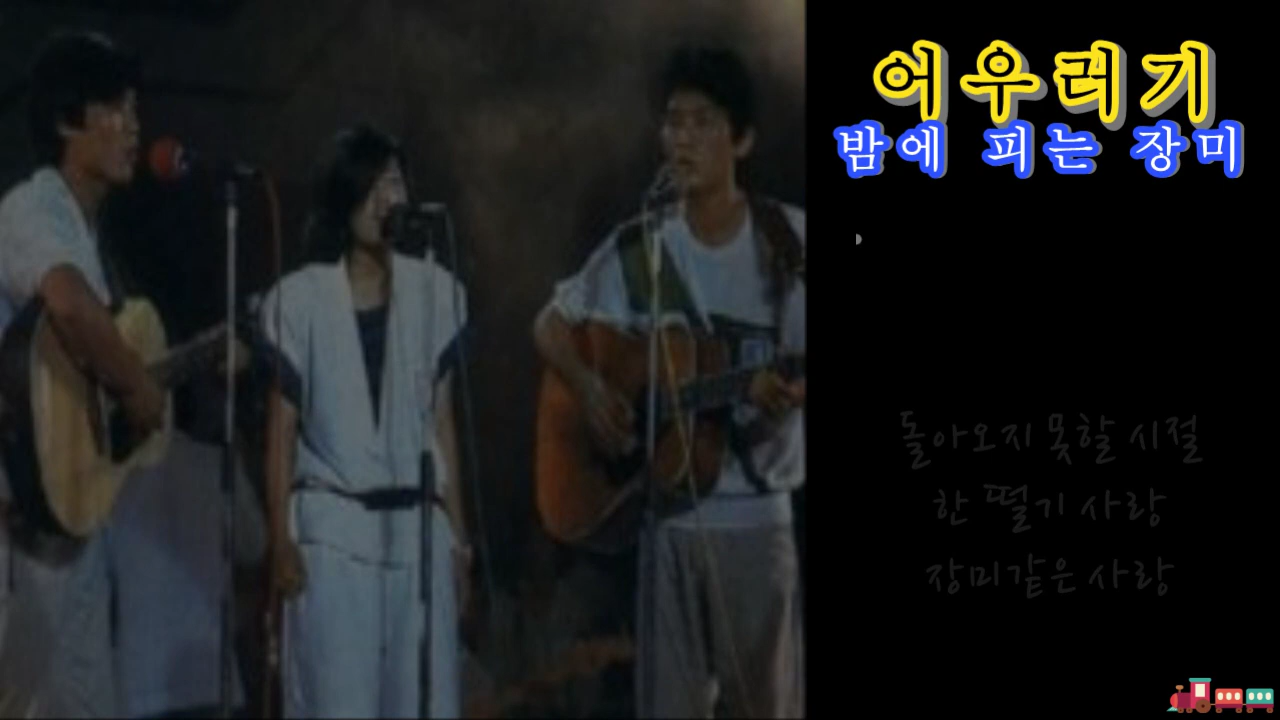 어우러기
밤에 피는 장미
돌아오지 못할 시절
한 떨기 사랑
장미같은 사랑